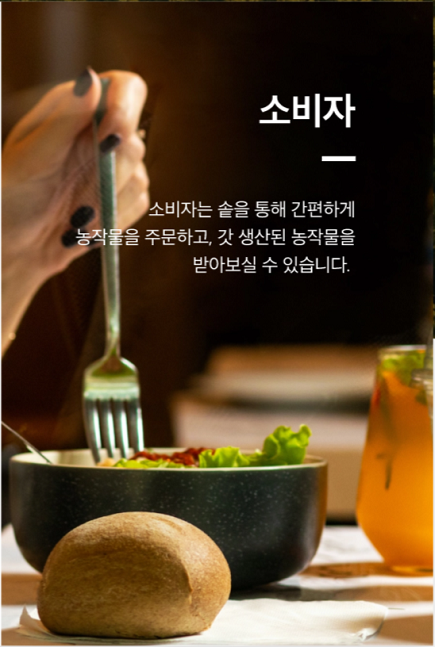 소비자
소비자는 솥을 통해 간편하게
농작물을 주문하고, 갓 생산된 농작물을
받아보실 수 있습니다.